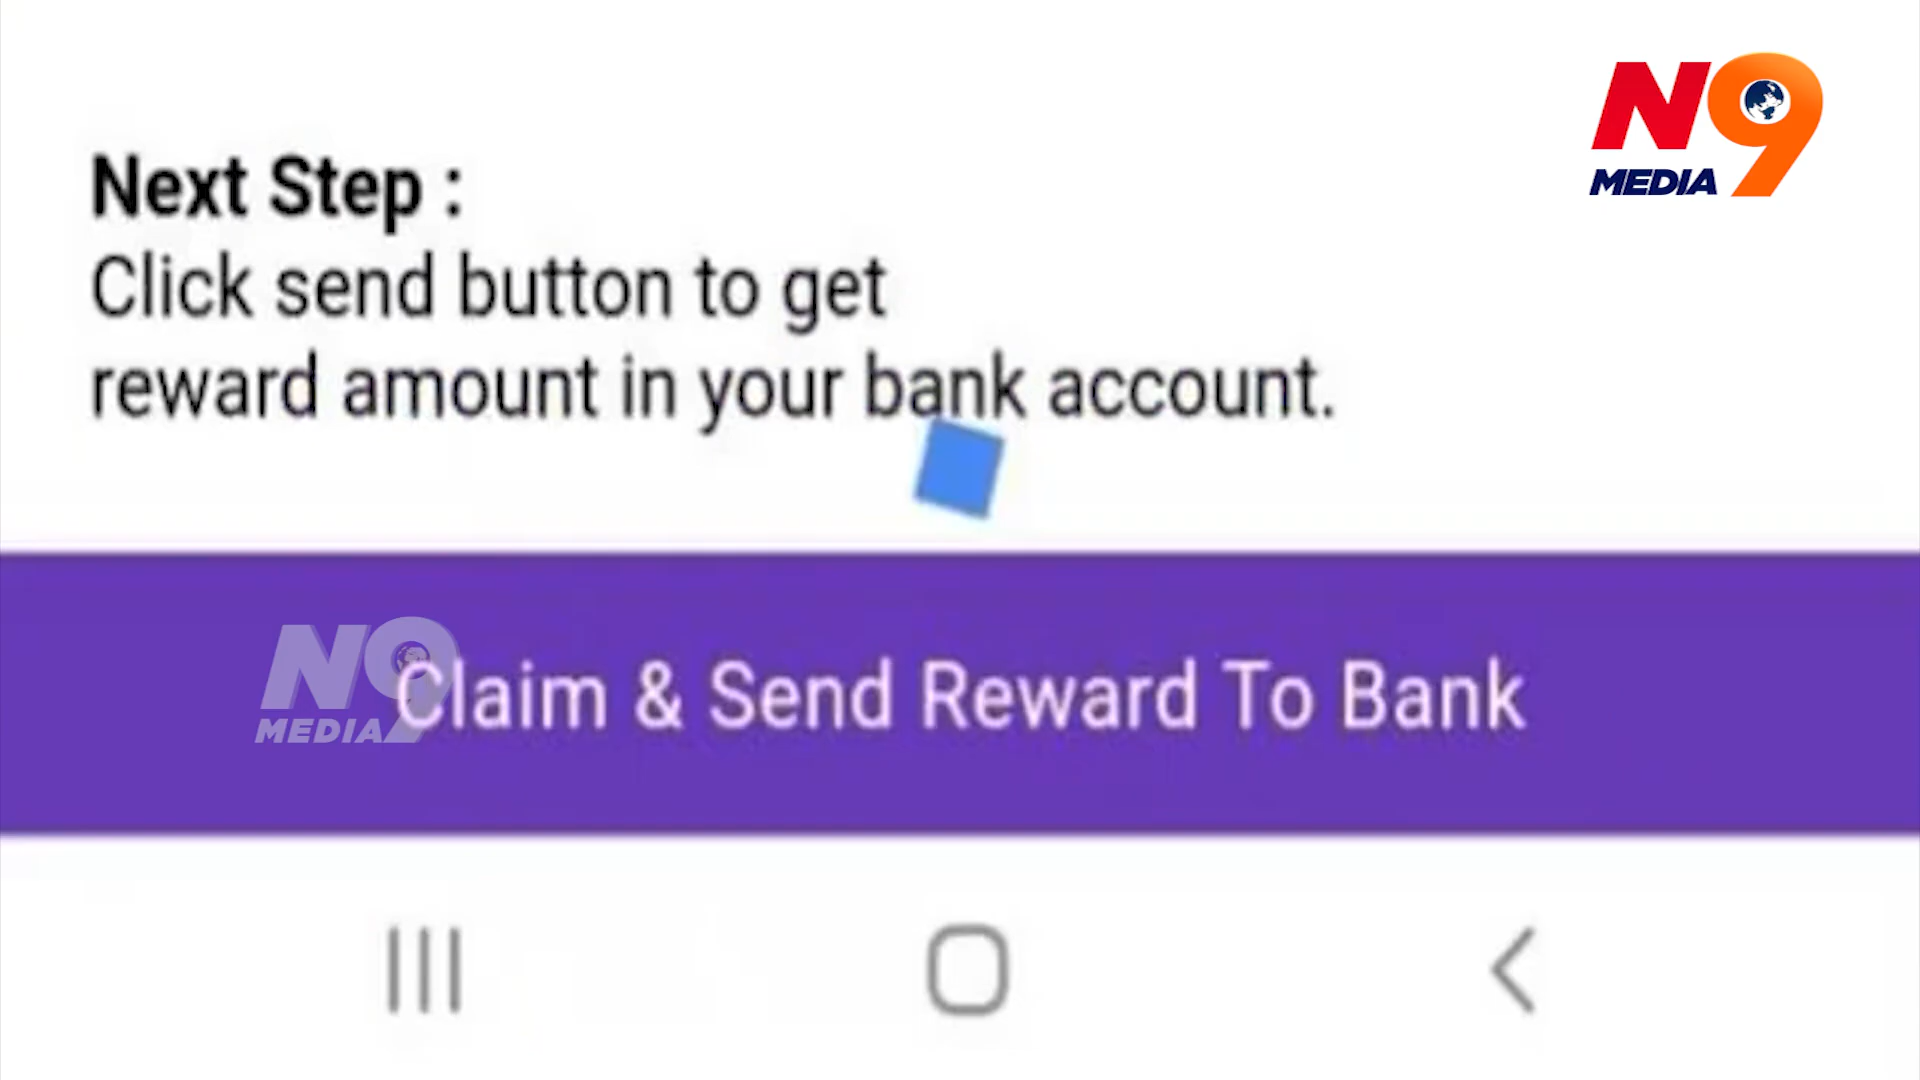 N9
MEDIA
Next Step :
Click send button to get
reward amount in your bank account.
N9
MEDIA
Claim & Send Reward To Bank